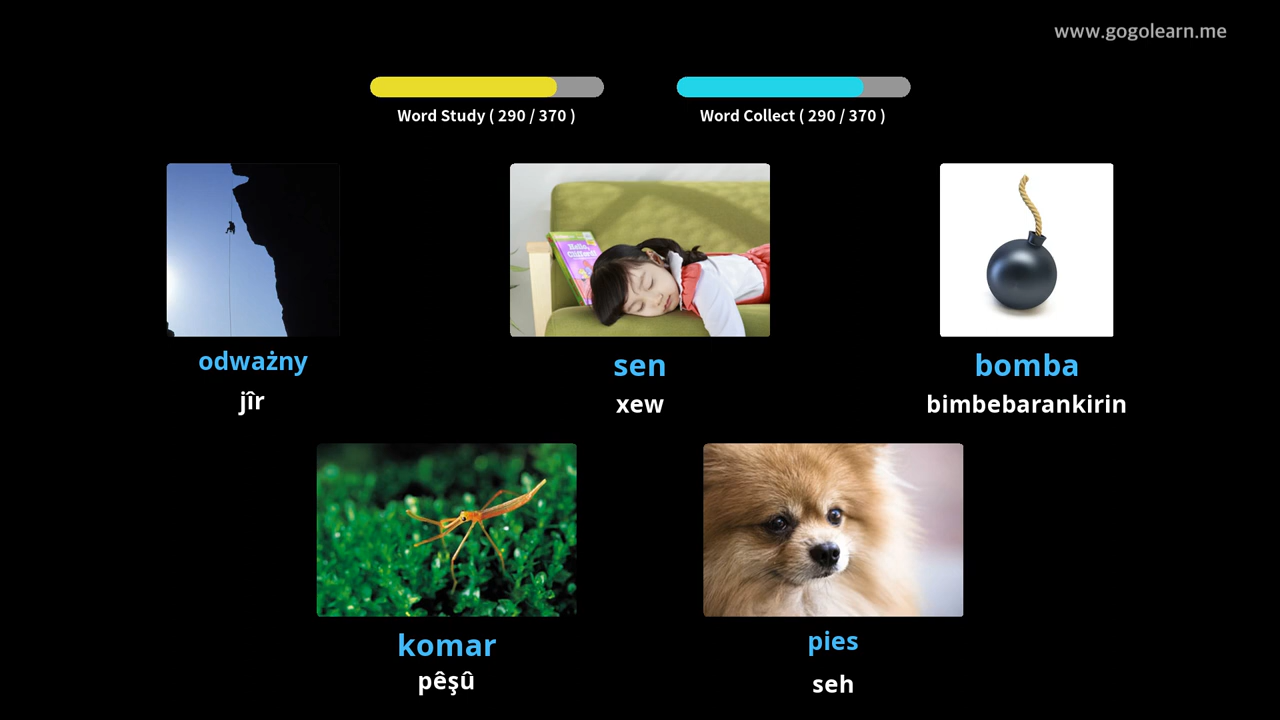 www.gogolearn.me
Word Study ( 290 / 370 )
Word Collect ( 290 / 370 )
Hello,
odważny
jîr
sen
xew
bomba
bimbebarankirin
komar
pêşû
pies
seh